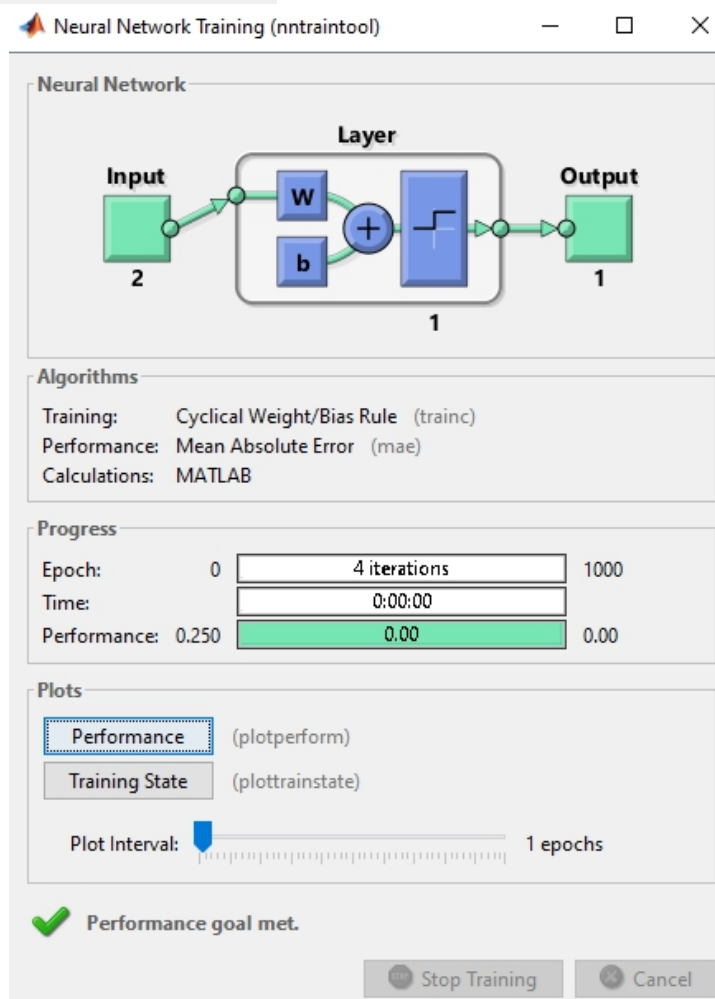 Neural Network Training (nntraintool)
Neural Network
Layer
Input
Output
W
b
+
2
1
1
Algorithms
Training: Cyclical Weight/Bias Rule (trainc)
Performance: Mean Absolute Error (mae)
Calculations: MATLAB
Progress
Epoch: 0 4 iterations 1000
Time: 0:00:00
Performance: 0.250 0.00 0.00
Plots
Performance (plotperform)
Training State (plottrainstate)
Plot Interval: 1 epochs
Performance goal met.
STOP Stop Training Cancel